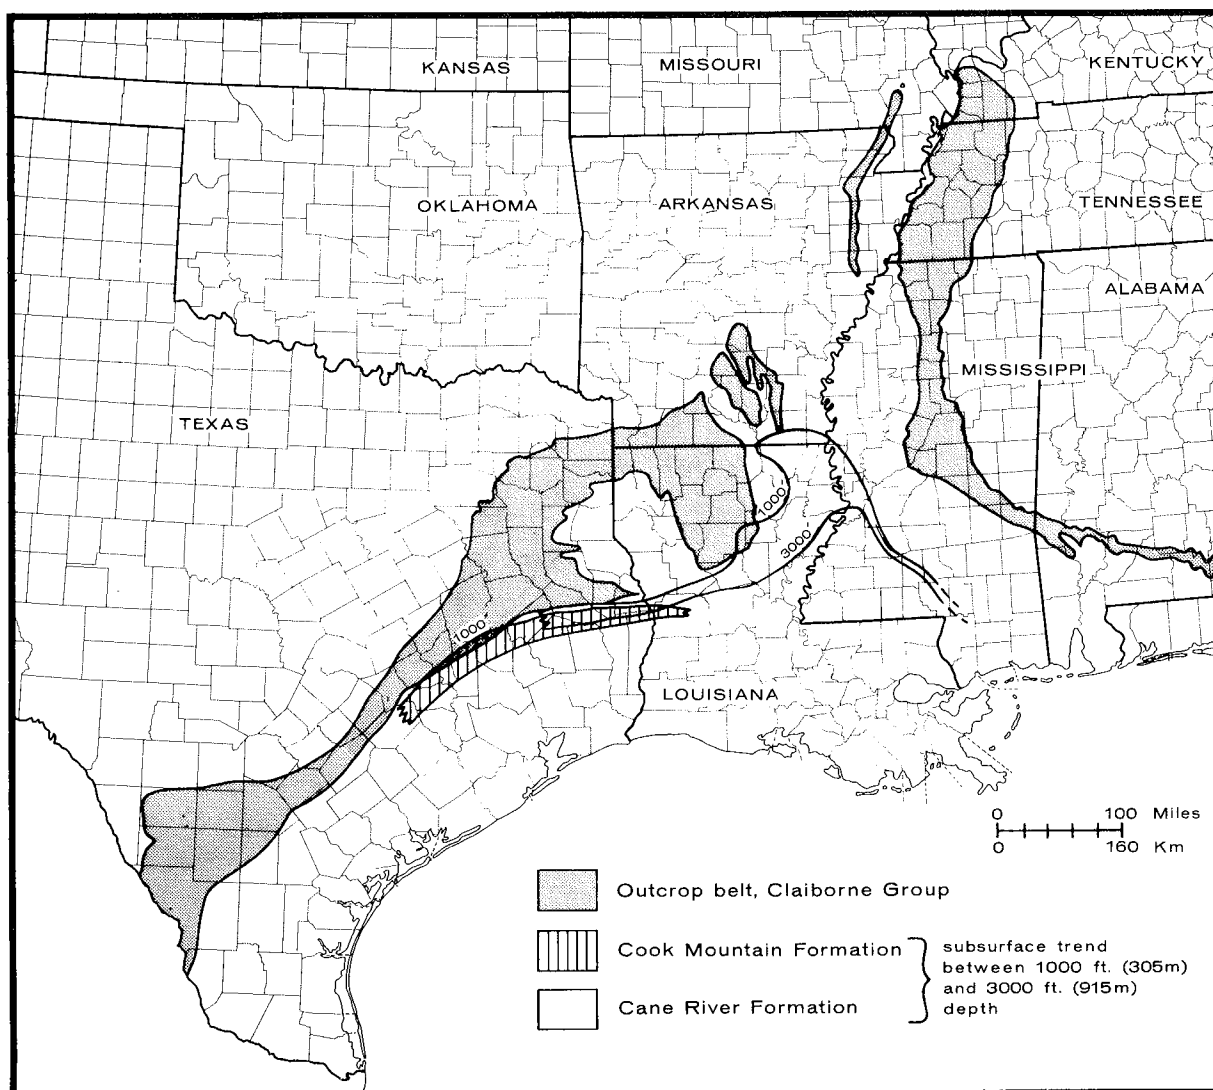 KANSAS
MISSOURI
KENTUCKY
OKLAHOMA
ARKANSAS
TENNESSEE
ALABAMA
MISSISSIPPI
TEXAS
1000'
3000'
1000'
LOUISIANA
0 100 Miles
0 160 Km
Outcrop belt, Claiborne Group
Cook Mountain Formation
Cane River Formation
subsurface trend
between 1000 ft. (305m)
and 3000 ft. (915m)
depth